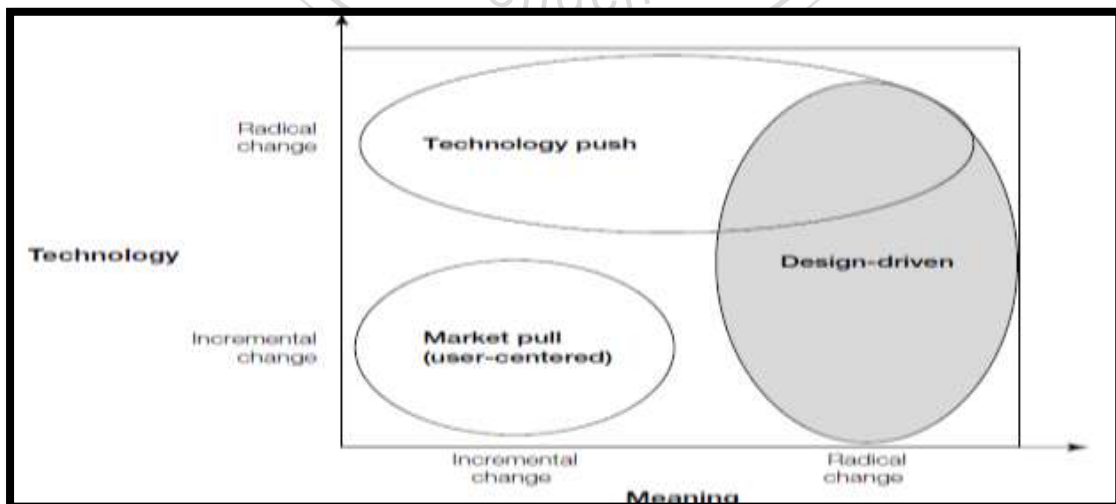 Radical
change
Technology push
Technology
Design-driven
Incremental
change
Market pull
(user-centered)
Incremental
change
Radical
change
Meaning